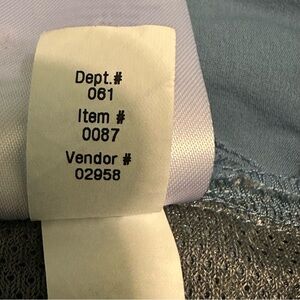 Dept.#
061
Item #
0087
Vendor #
02958